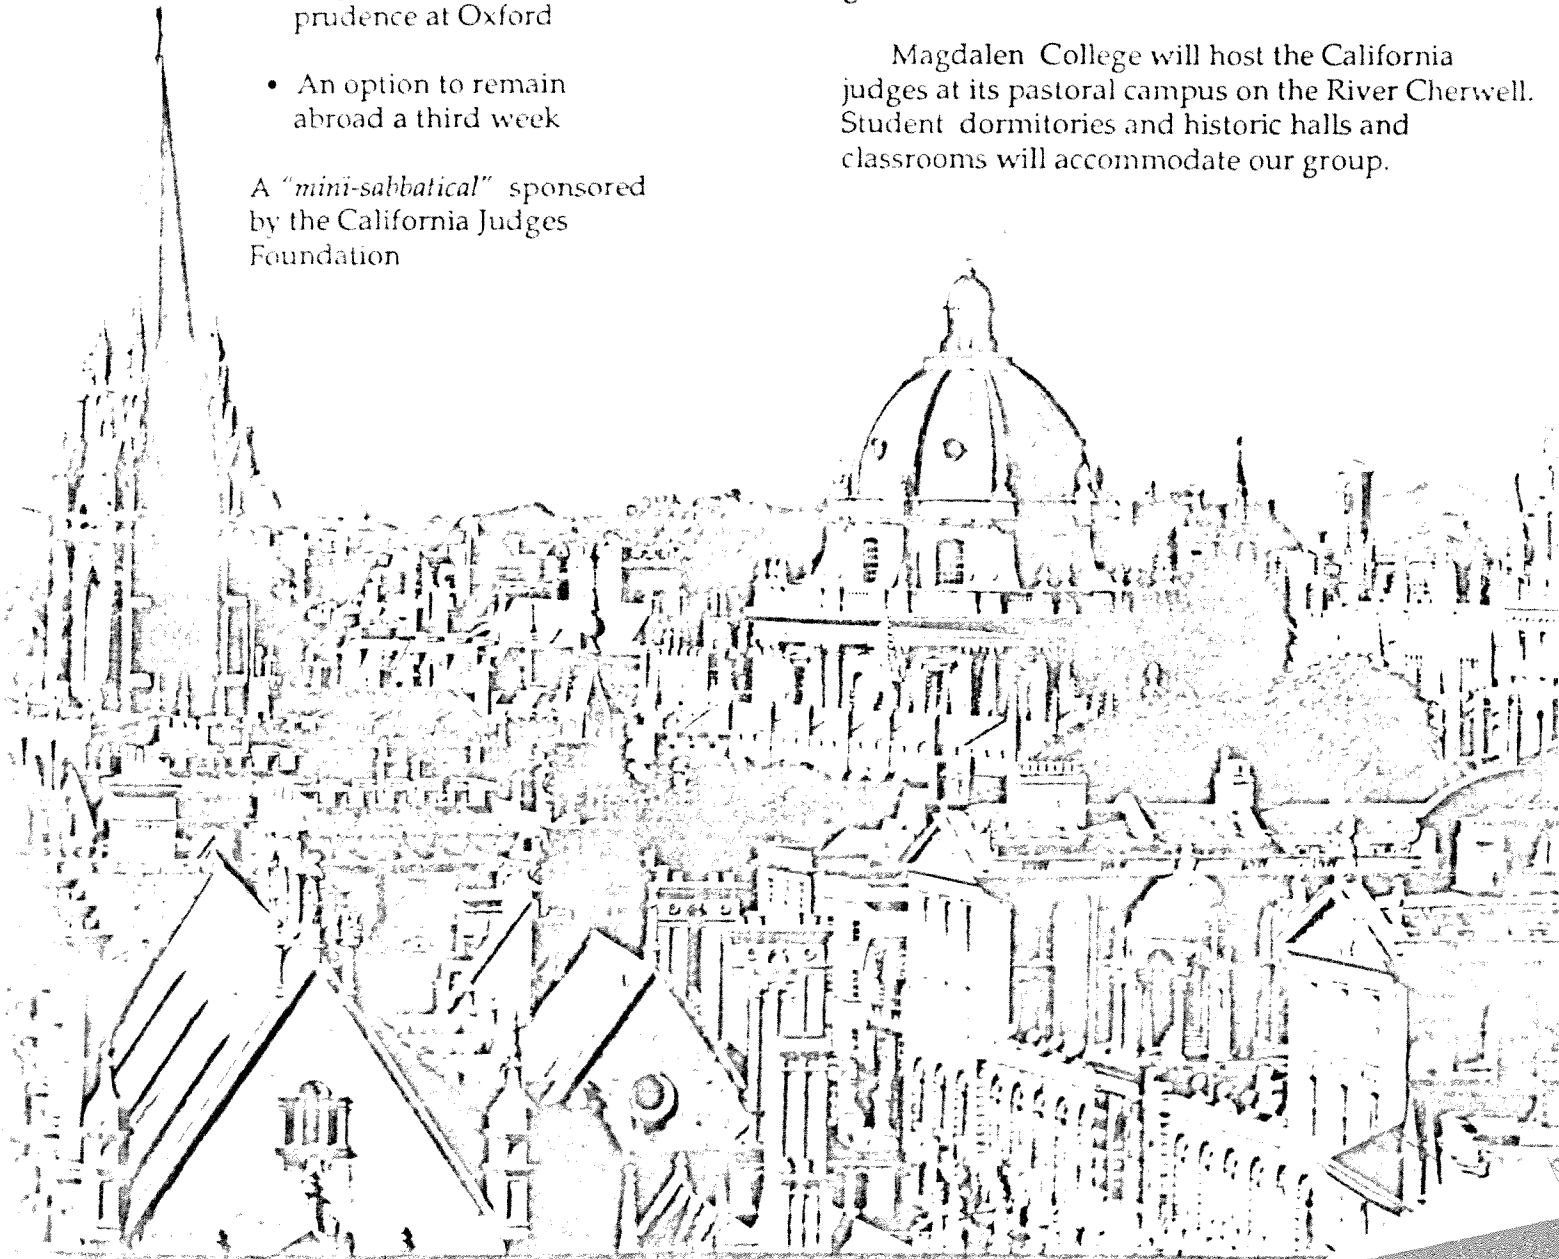 prudence at Oxford
• An option to remain
abroad a third week
A "mini-sabbatical" sponsored
by the California Judges
Foundation
Magdalen College will host the California
judges at its pastoral campus on the River Cherwell.
Student dormitories and historic halls and
classrooms will accommodate our group.